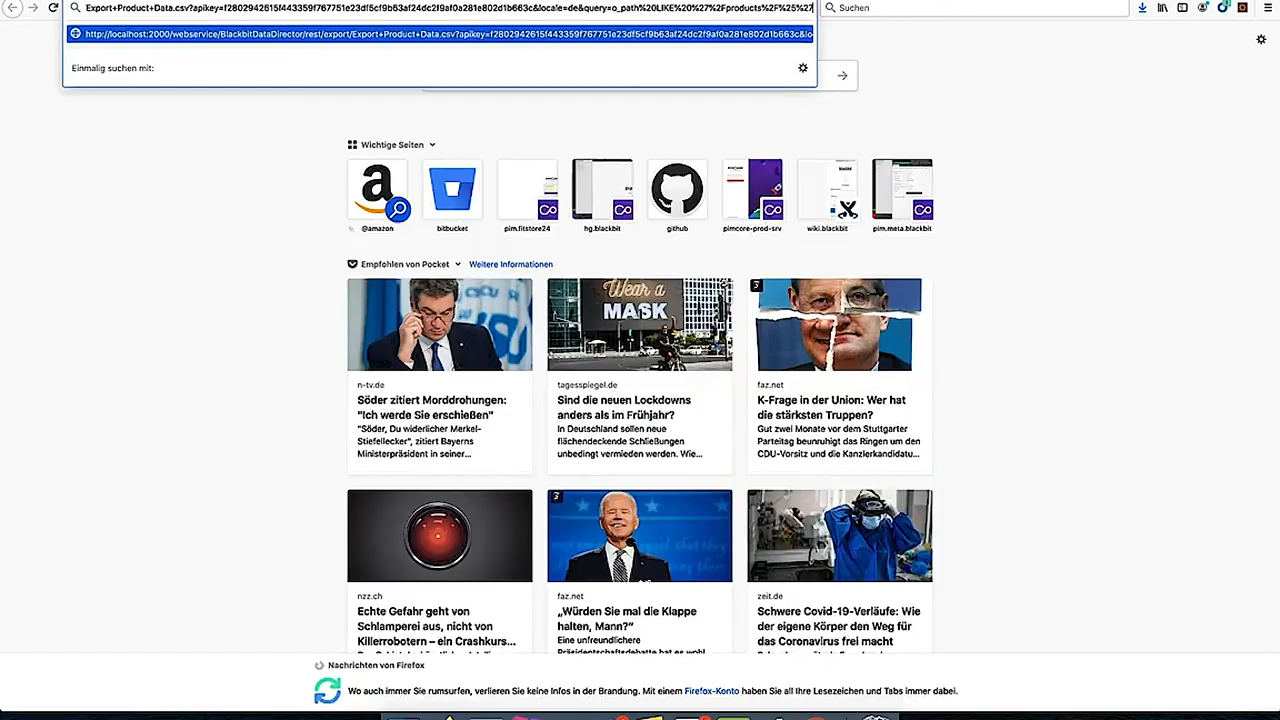 Export+Product+Data.csv?apikey=f2802942615f443359f767751e23df5cf9b63af24dc2f9af0a281e802d1b663c&locale=de&query=o_path%20LIKE%20%27%2Fproducts%2F%25%27
Suchen
http://localhost:2000/webservice/BlackbitDataDirector/rest/export/Export+Product+Data.csv?apikey=f2802942615f443359f767751e23df5cf9b63af24dc2f9af0a281e802d1b663c&lo
Einmalig suchen mit:
Wichtige Seiten
@amazon
bitbucket
pim.fitstore24
hg.blackbit
github
pimcore-prod-srv
wiki.blackbit
pim.meta.blackbit
Empfohlen von Pocket
Weitere Informationen
Wear a
MASK
n-tv.de
Söder zitiert Morddrohungen:
"Ich werde Sie erschießen"
"Söder, Du widerlicher Merkel-
Stiefellecker", zitiert Bayerns
Ministerpräsident in seiner...
tagesspiegel.de
Sind die neuen Lockdowns
anders als im Frühjahr?
In Deutschland sollen neue
flächendeckende Schließungen
unbedingt vermieden werden. Wie...
faz.net
K-Frage in der Union: Wer hat
die stärksten Truppen?
Gut zwei Monate vor dem Stuttgarter
Parteitag beunruhigt das Ringen um den
CDU-Vorsitz und die Kanzlerkandidatu...
nzz.ch
Echte Gefahr geht von
Schlamperei aus, nicht von
Killerrobotern – ein Crashkurs...
faz.net
„Würden Sie mal die Klappe
halten, Mann?“
Eine unfreundlichere
Präsidentschaftsdebatte hat es wohl
zeit.de
Schwere Covid-19-Verläufe: Wie
der eigene Körper den Weg für
das Coronavirus frei macht
Nachrichten von Firefox
Wo auch immer Sie rumsurfen, verlieren Sie keine Infos in der Brandung. Mit einem Firefox-Konto haben Sie all Ihre Lesezeichen und Tabs immer dabei.